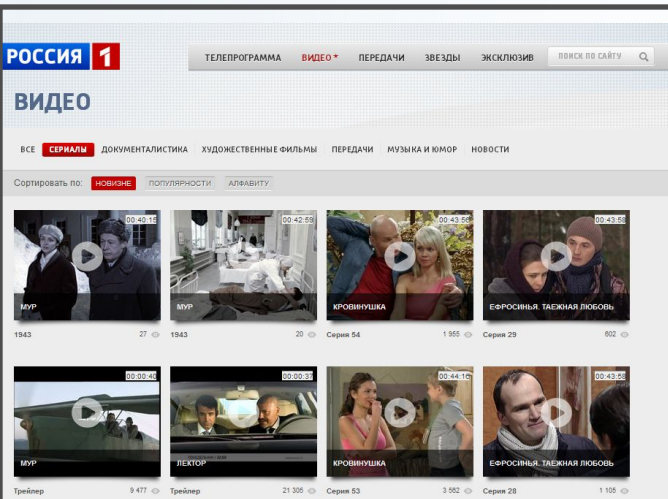 РОССИЯ 1
ТЕЛЕПРОГРАММА ВИДЕО * ПЕРЕДАЧИ ЗВЕЗДЫ ЭКСКЛЮЗИВ ПОИСК ПО САЙТУ
ВИДЕО
ВСЕ СЕРИАЛЫ ДОКУМЕНТАЛИСТИКА ХУДОЖЕСТВЕННЫЕ ФИЛЬМЫ ПЕРЕДАЧИ МУЗЫКА И ЮМОР НОВОСТИ
Сортировать по: НОВИЗНЕ ПОПУЛЯРНОСТИ АЛФАВИТУ
00:40:15 00:42:59 00:43:56 00:43:58
МУР МУР КРОВИНУШКА ЕФРОСИНЬЯ. ТАЕЖНАЯ ЛЮБОВЬ
1943 27 1943 20 Серия 54 1 955 Серия 29 602
00:00:40 00:00:37 00:44:16 00:43:58
МУР ЛЕКТОР КРОВИНУШКА ЕФРОСИНЬЯ. ТАЕЖНАЯ ЛЮБОВЬ
Трейлер 9 477 Трейлер 21 305 Серия 53 3 562 Серия 28 1 105